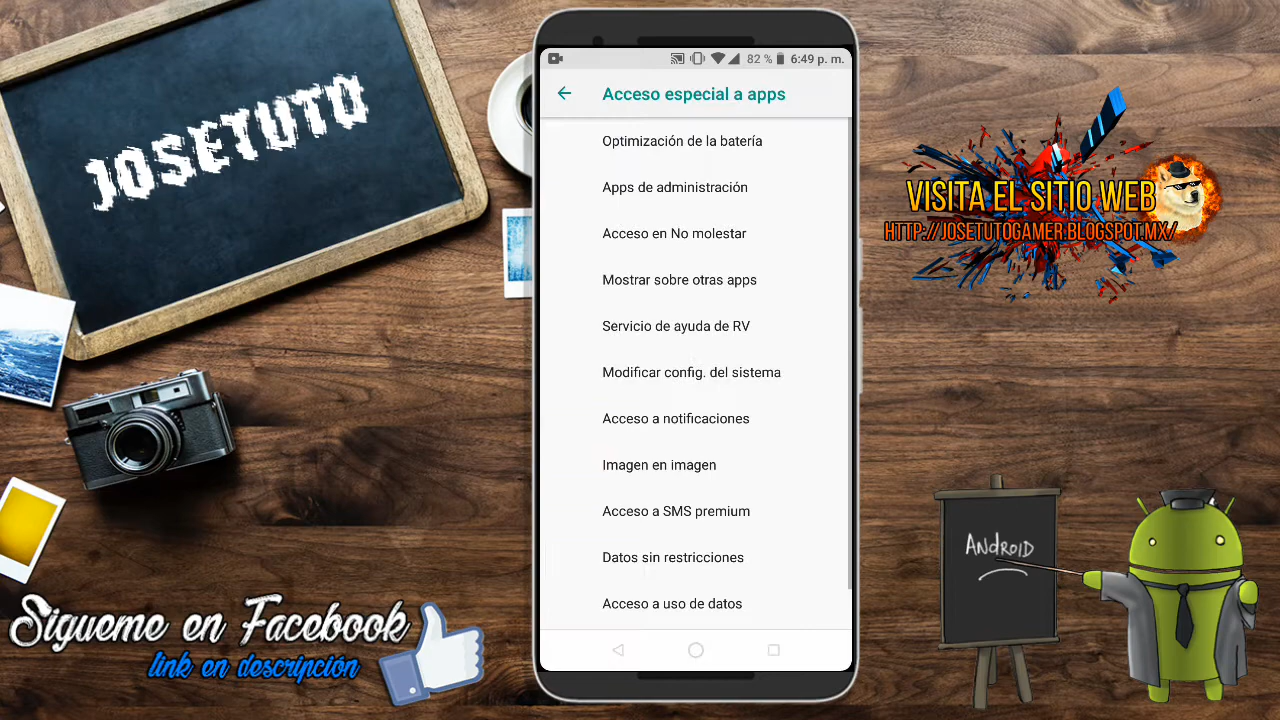 JOSETUTO
82 %
6:49 p. m.
Acceso especial a apps
Optimización de la batería
Apps de administración
Acceso en No molestar
Mostrar sobre otras apps
Servicio de ayuda de RV
Modificar config. del sistema
Acceso a notificaciones
Imagen en imagen
Acceso a SMS premium
Datos sin restricciones
Acceso a uso de datos
VISITA EL SITIO WEB
HTTP://JOSETUTOGAMER.BLOGSPOT.MX/
ANDROID
Sigueme en Facebook
link en descripción